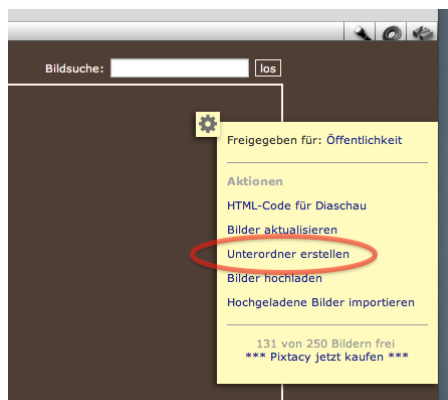 Bildsuche:
los
Freigegeben für: Öffentlichkeit
Aktionen
HTML-Code für Diaschau
Bilder aktualisieren
Unterordner erstellen
Bilder hochladen
Hochgeladene Bilder importieren
131 von 250 Bildern frei
*** Pixtacy jetzt kaufen ***